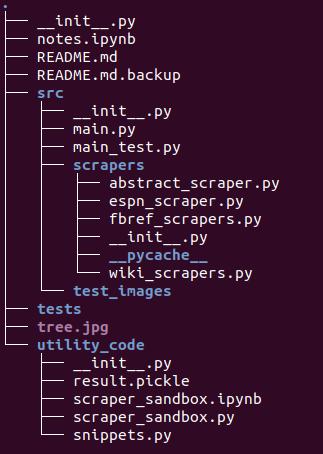 .
├── __init__.py
├── notes.ipynb
├── README.md
├── README.md.backup
├── src
│   ├── __init__.py
│   ├── main.py
│   ├── main_test.py
│   ├── scrapers
│   │   ├── abstract_scraper.py
│   │   ├── espn_scraper.py
│   │   ├── fbref_scrapers.py
│   │   ├── __init__.py
│   │   ├── __pycache__
│   │   └── wiki_scrapers.py
│   └── test_images
├── tests
├── tree.jpg
└── utility_code
    ├── __init__.py
    ├── result.pickle
    ├── scraper_sandbox.ipynb
    ├── scraper_sandbox.py
    └── snippets.py